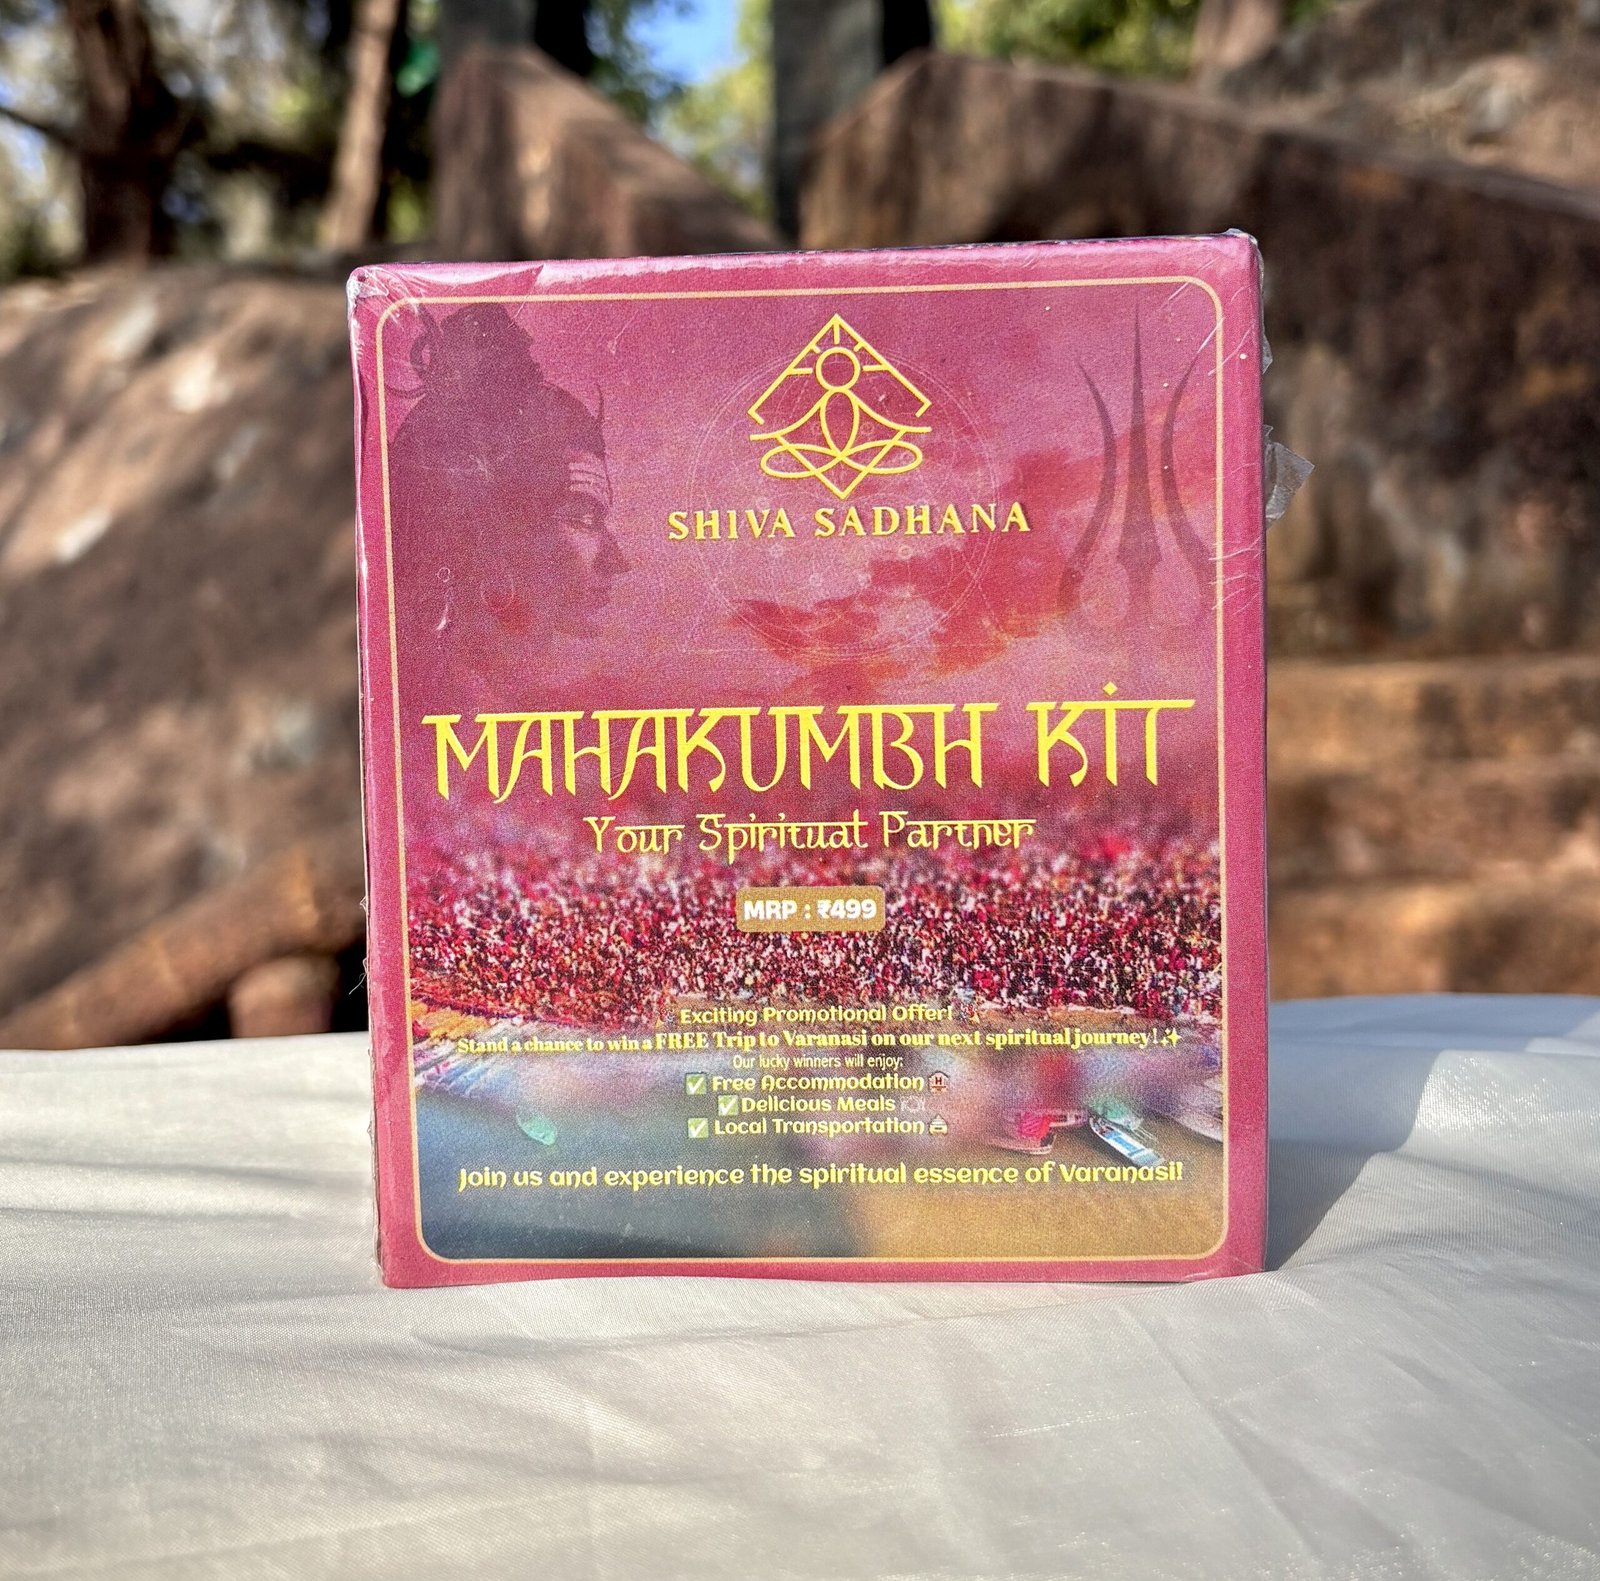 SHIVA SADHANA
MAHAKUMBH KIT
Your Spiritual Partner
MRP : ₹499
Exciting Promotional Offer!
Stand a chance to win a FREE Trip to Varanasi on our next spiritual journey!✨
Our lucky winners will enjoy:
✅ Free Accommodation 🏨
✅ Delicious Meals 🍽
✅ Local Transportation 🚖
Join us and experience the spiritual essence of Varanasi!